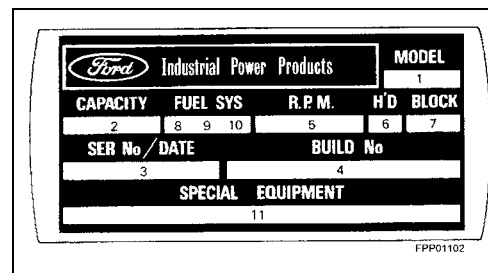 Ford Industrial Power Products MODEL
1
CAPACITY FUEL SYS R.P.M. H'D BLOCK
2 8 9 10 5 6 7
SER No/DATE BUILD No
3 4
SPECIAL EQUIPMENT
11
FPP01102